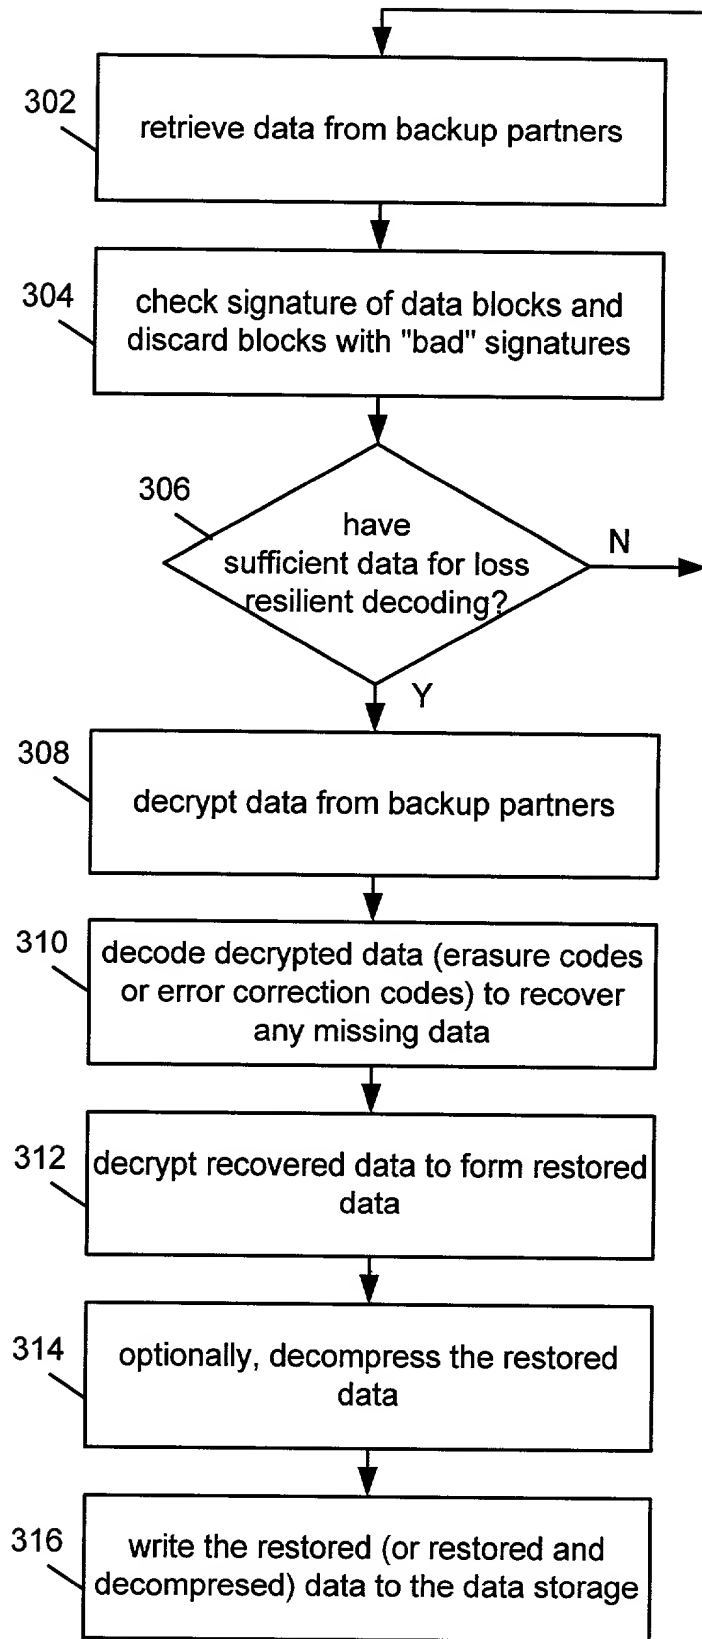 302
retrieve data from backup partners
304
check signature of data blocks and
discard blocks with "bad" signatures
306
have
sufficient data for loss
resilient decoding?
N
Y
308
decrypt data from backup partners
310
decode decrypted data (erasure codes
or error correction codes) to recover
any missing data
312
decrypt recovered data to form restored
data
314
optionally, decompress the restored
data
316
write the restored (or restored and
decompresed) data to the data storage